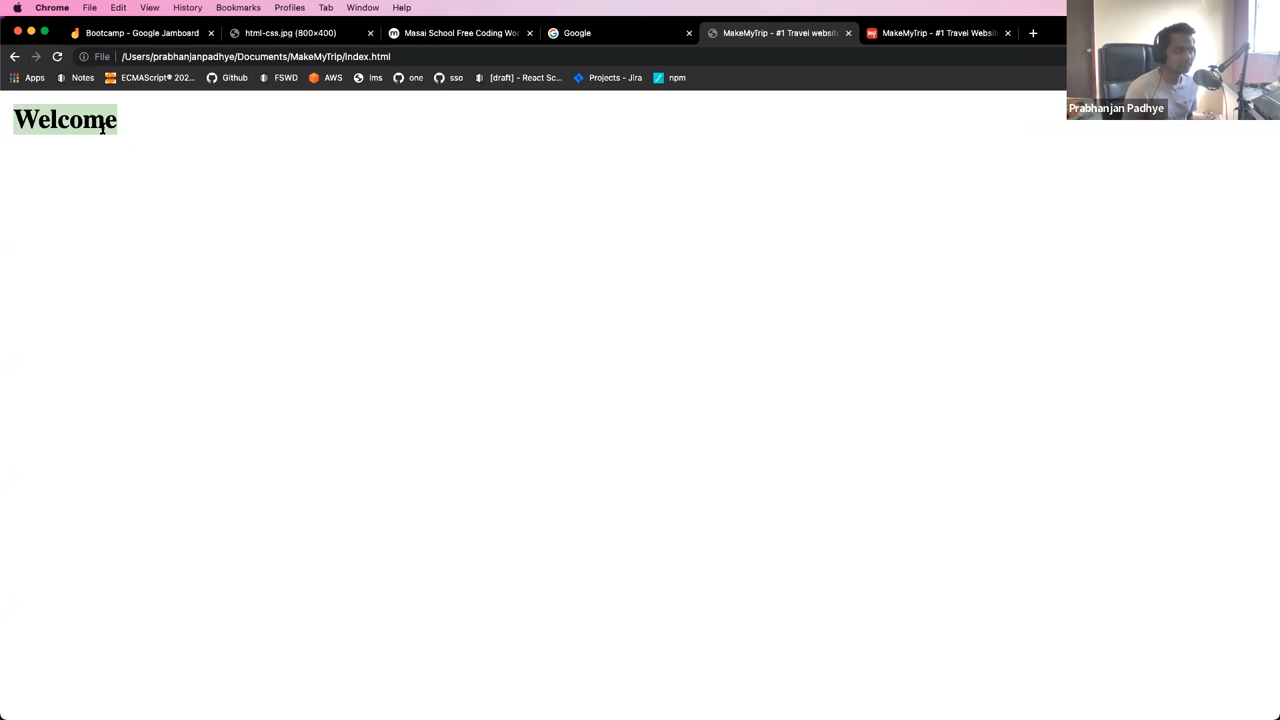 Chrome File Edit View History Bookmarks Profiles Tab Window Help
Bootcamp - Google Jamboard html-css.jpg (800×400) Masai School Free Coding Wo Google MakeMyTrip - #1 Travel website MakeMyTrip - #1 Travel Websit
File /Users/prabhanjanpadhye/Documents/MakeMyTrip/index.html
Apps Notes ECMAScript® 202... Github FSWD AWS lms one sso [draft] - React Sc... Projects - Jira npm
Prabhanjan Padhye
Welcome